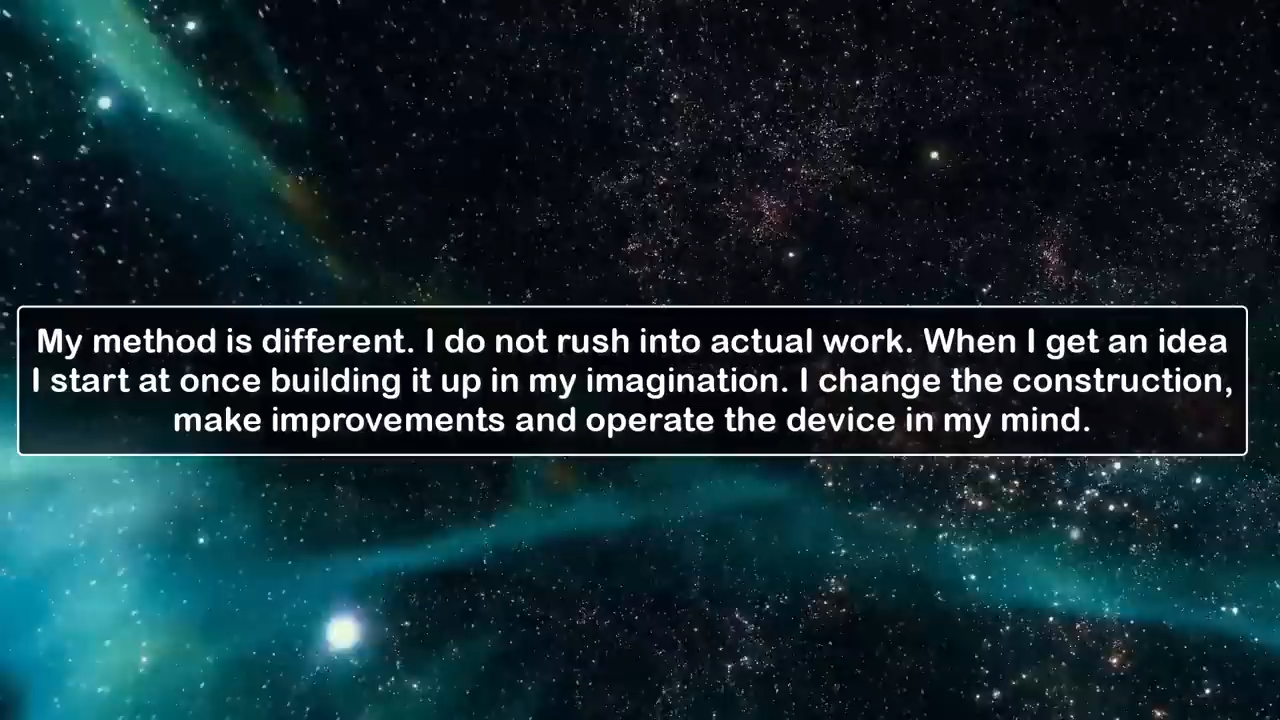 My method is different. I do not rush into actual work. When I get an idea
I start at once building it up in my imagination. I change the construction,
make improvements and operate the device in my mind.